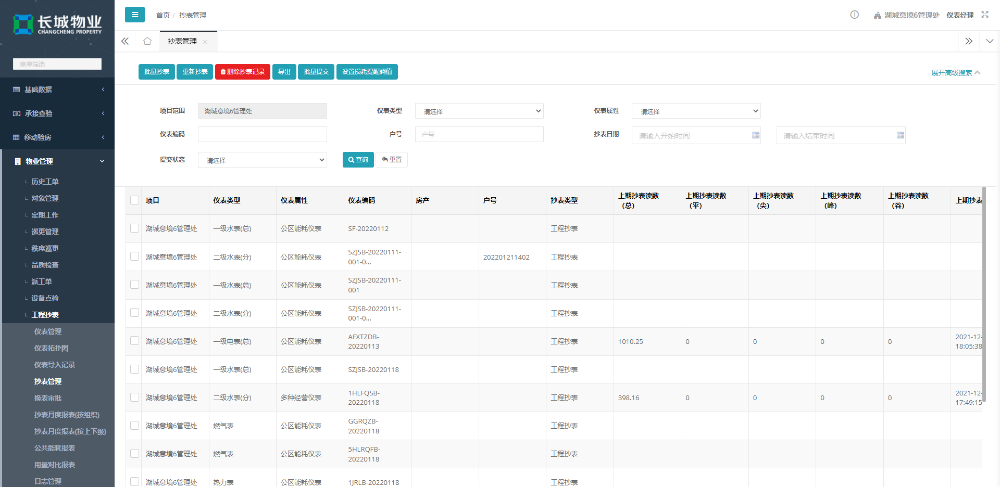 长城物业
CHANGCHENG PROPERTY
菜单筛选
基础数据
承接查验
移动验房
物业管理
历史工单
对象管理
定期工作
巡更管理
秩序巡更
品质检查
派工单
设备点检
工程抄表
仪表管理
仪表拓扑图
仪表导入记录
抄表管理
换表审批
抄表月度报表(按组织)
抄表月度报表(按上下级)
公共能耗报表
用量对比报表
日志管理
首页 / 抄表管理
湖城意境6管理处 仪表经理
抄表管理
批量抄表 重新抄表 删除抄表记录 导出 批量提交 设置损耗提醒阀值
展开高级搜索
项目范围 湖城意境6管理处 仪表类型 请选择 仪表属性 请选择
仪表编码 户号 户号 抄表日期 请输入开始时间 请输入结束时间
提交状态 请选择 查询 重置
项目 仪表类型 仪表属性 仪表编码 房产 户号 抄表类型 上期抄表读数(总) 上期抄表读数(平) 上期抄表读数(尖) 上期抄表读数(峰) 上期抄表读数(谷) 上期抄表
湖城意境6管理处 一级水表(总) 公区能耗仪表 SF-20220112 工程抄表
湖城意境6管理处 二级水表(分) 公区能耗仪表 SZJSB-20220111-001-0... 202201211402 工程抄表
湖城意境6管理处 一级水表(总) 公区能耗仪表 SZJSB-20220111-001 工程抄表
湖城意境6管理处 二级水表(分) 公区能耗仪表 SZJSB-20220111-001-0... 工程抄表
湖城意境6管理处 一级电表(总) 公区能耗仪表 AFXTZDB-20220113 工程抄表 1010.25 0 0 0 0 2021-12- 18:05:38
湖城意境6管理处 一级水表(总) 公区能耗仪表 SZJSB-20220118 工程抄表
湖城意境6管理处 二级水表(分) 多种经营仪表 1HLFQSB-20220118 工程抄表 398.16 0 0 0 0 2021-12- 17:49:15
湖城意境6管理处 燃气表 公区能耗仪表 GGRQZB-20220118 工程抄表
湖城意境6管理处 燃气表 公区能耗仪表 5HLRQFB-20220118 工程抄表
湖城意境6管理处 热力表 公区能耗仪表 1JRLB-20220118 工程抄表